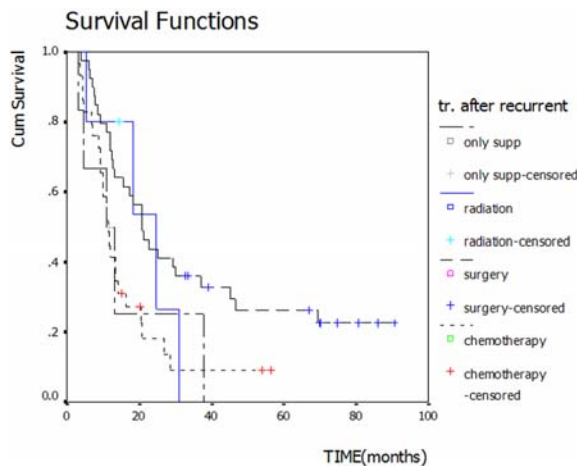 Survival Functions
Cum Survival
1.0
.8
.6
.4
.2
0.0
0
20
40
60
80
100
TIME(months)
tr. after recurrent
only supp
only supp-censored
radiation
radiation-censored
surgery
surgery-censored
chemotherapy
chemotherapy
-censored